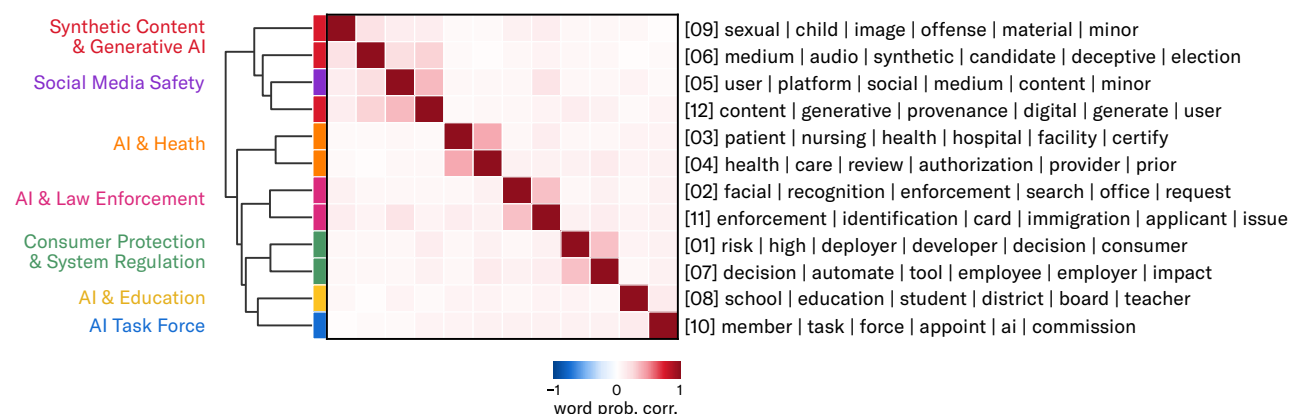 Synthetic Content
& Generative AI
Social Media Safety
AI & Heath
AI & Law Enforcement
Consumer Protection
& System Regulation
AI & Education
AI Task Force
[09] sexual | child | image | offense | material | minor
[06] medium | audio | synthetic | candidate | deceptive | election
[05] user | platform | social | medium | content | minor
[12] content | generative | provenance | digital | generate | user
[03] patient | nursing | health | hospital | facility | certify
[04] health | care | review | authorization | provider | prior
[02] facial | recognition | enforcement | search | office | request
[11] enforcement | identification | card | immigration | applicant | issue
[01] risk | high | deployer | developer | decision | consumer
[07] decision | automate | tool | employee | employer | impact
[08] school | education | student | district | board | teacher
[10] member | task | force | appoint | ai | commission
−1 0 1
word prob. corr.